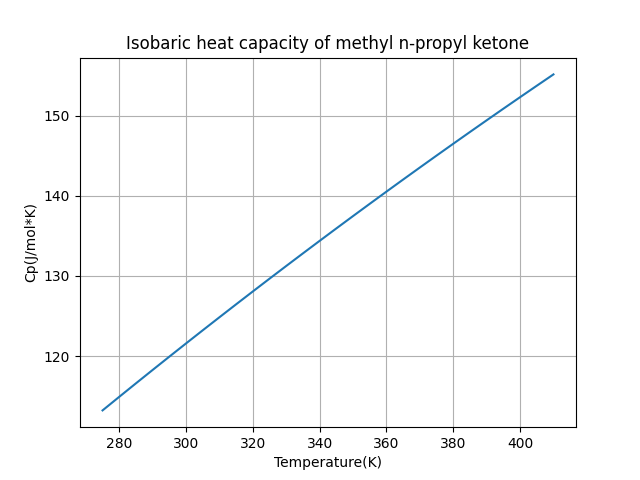 Isobaric heat capacity of methyl n-propyl ketone
Cp(J/mol*K)
150
140
130
120
280 300 320 340 360 380 400
Temperature(K)